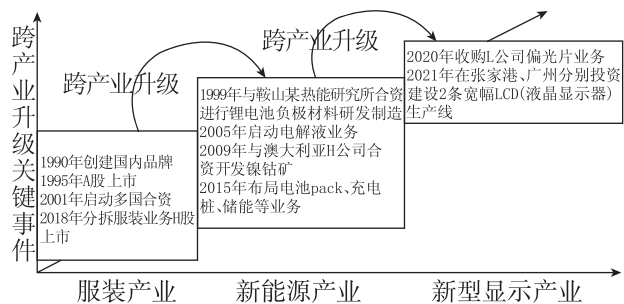 跨产业升级关键事件
跨产业升级
跨产业升级
1990年创建国内品牌
1995年A股上市
2001年启动多国合资
2018年分拆服装业务H股
上市
1999年与鞍山某热能研究所合资
进行锂电池负极材料研发制造
2005年启动电解液业务
2009年与澳大利亚H公司合
资开发镍钴矿
2015年布局电池pack、充电
桩、储能等业务
2020年收购L公司偏光片业务
2021年在张家港、广州分别投资
建设2条宽幅LCD(液晶显示器)
生产线
服装产业
新能源产业
新型显示产业